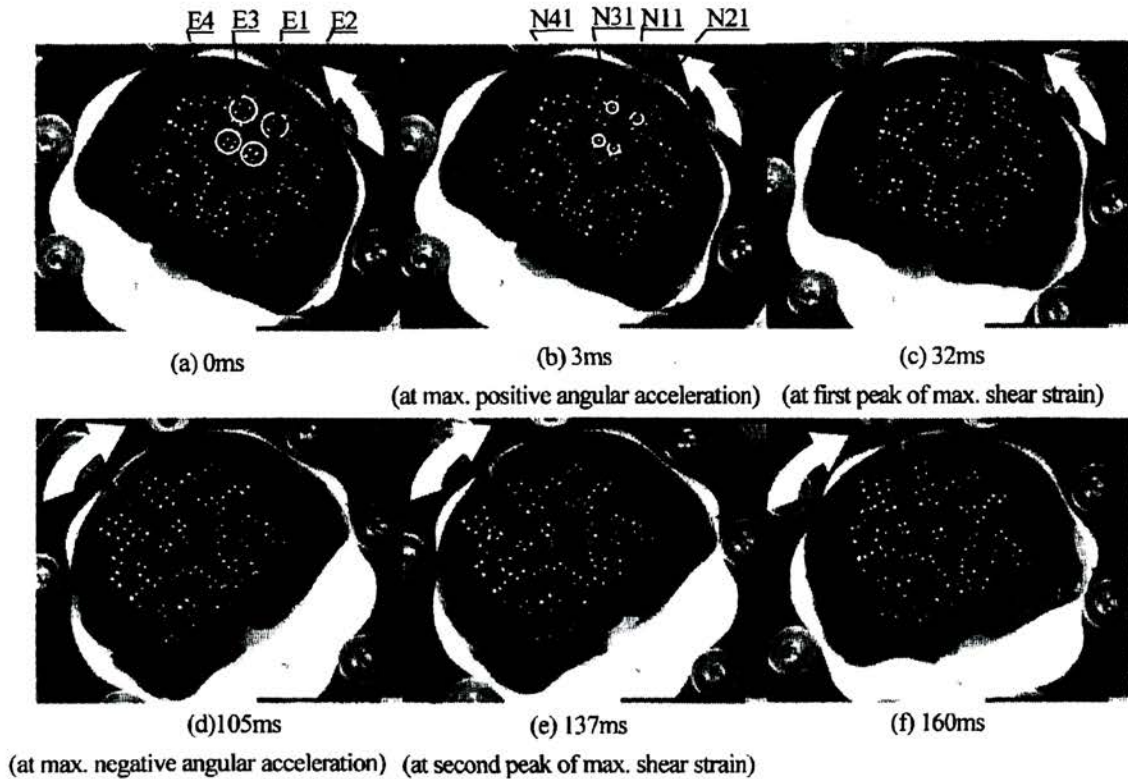 E4 E3 E1 E2 N41 N31 N11 N21
(a) 0ms (b) 3ms (c) 32ms
(at max. positive angular acceleration) (at first peak of max. shear strain)
(d)105ms (e) 137ms (f) 160ms
(at max. negative angular acceleration) (at second peak of max. shear strain)